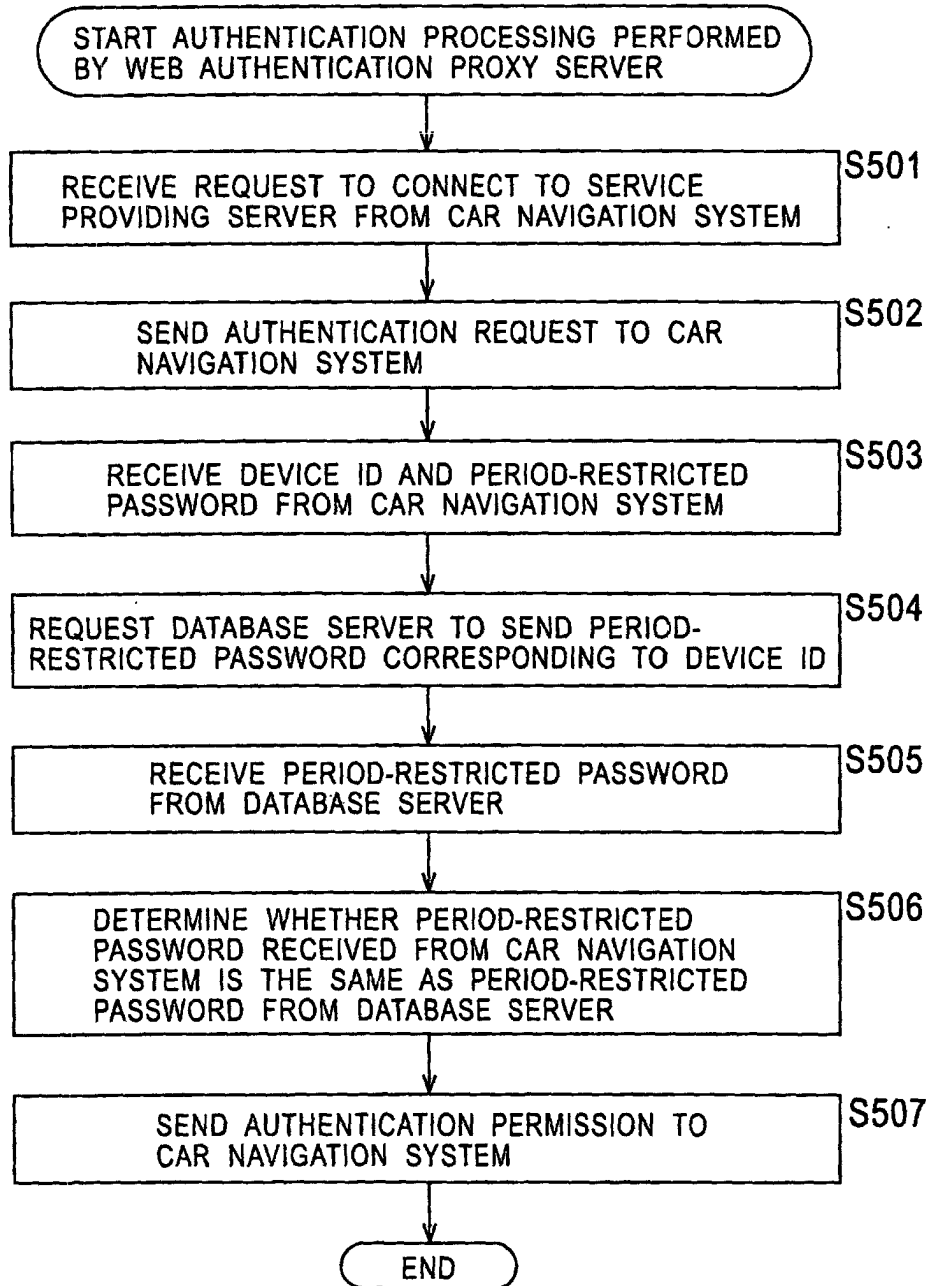 START AUTHENTICATION PROCESSING PERFORMED
BY WEB AUTHENTICATION PROXY SERVER
S501
RECEIVE REQUEST TO CONNECT TO SERVICE
PROVIDING SERVER FROM CAR NAVIGATION SYSTEM
S502
SEND AUTHENTICATION REQUEST TO CAR
NAVIGATION SYSTEM
S503
RECEIVE DEVICE ID AND PERIOD-RESTRICTED
PASSWORD FROM CAR NAVIGATION SYSTEM
S504
REQUEST DATABASE SERVER TO SEND PERIOD-
RESTRICTED PASSWORD CORRESPONDING TO DEVICE ID
S505
RECEIVE PERIOD-RESTRICTED PASSWORD
FROM DATABASE SERVER
S506
DETERMINE WHETHER PERIOD-RESTRICTED
PASSWORD RECEIVED FROM CAR NAVIGATION
SYSTEM IS THE SAME AS PERIOD-RESTRICTED
PASSWORD FROM DATABASE SERVER
S507
SEND AUTHENTICATION PERMISSION TO
CAR NAVIGATION SYSTEM
END